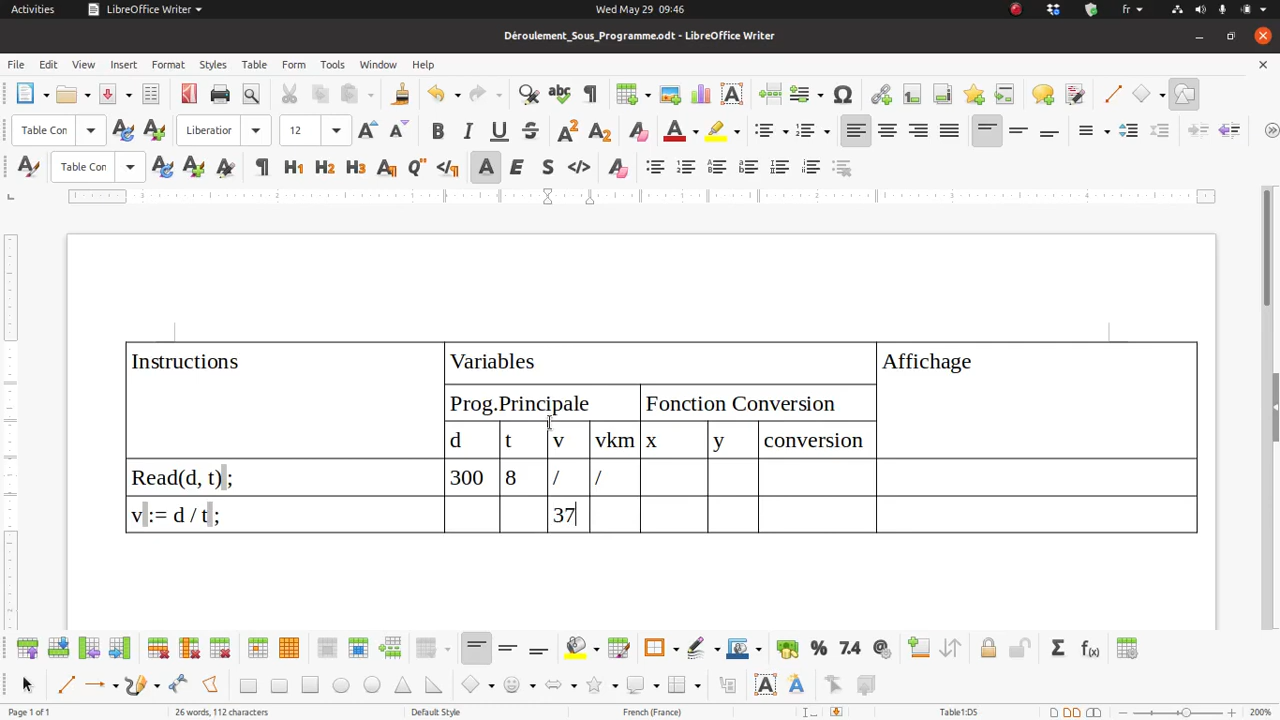 Activities LibreOffice Writer Wed May 29 09:46 fr
Déroulement_Sous_Programme.odt - LibreOffice Writer
File Edit View Insert Format Styles Table Form Tools Window Help
Table Con Liberation 12
Table Con
Instructions Variables Affichage
Prog.Principale Fonction Conversion
d t v vkm x y conversion
Read(d, t) ; 300 8 / /
v := d / t ; 37
Page 1 of 1 26 words, 112 characters Default Style French (France) Table1:D5 200%